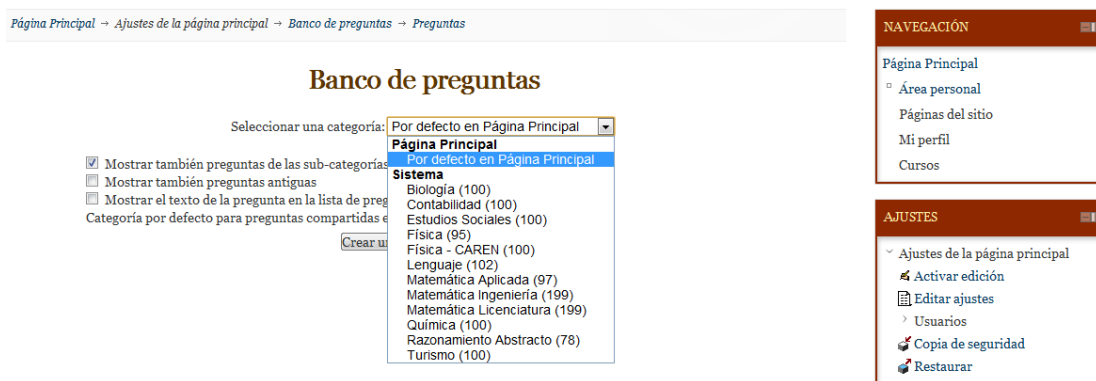 Página Principal → Ajustes de la página principal → Banco de preguntas → Preguntas
Banco de preguntas
Seleccionar una categoría: Por defecto en Página Principal
Página Principal
Por defecto en Página Principal
Sistema
Biología (100)
Contabilidad (100)
Estudios Sociales (100)
Física (95)
Física - CAREN (100)
Lenguaje (102)
Matemática Aplicada (97)
Matemática Ingeniería (199)
Matemática Licenciatura (199)
Química (100)
Razonamiento Abstracto (78)
Turismo (100)
Mostrar también preguntas de las sub-categorías
Mostrar también preguntas antiguas
Mostrar el texto de la pregunta en la lista de
Categoría por defecto para preguntas compartidas
Crear
NAVEGACIÓN
Página Principal
Área personal
Páginas del sitio
Mi perfil
Cursos
AJUSTES
Ajustes de la página principal
Activar edición
Editar ajustes
Usuarios
Copia de seguridad
Restaurar